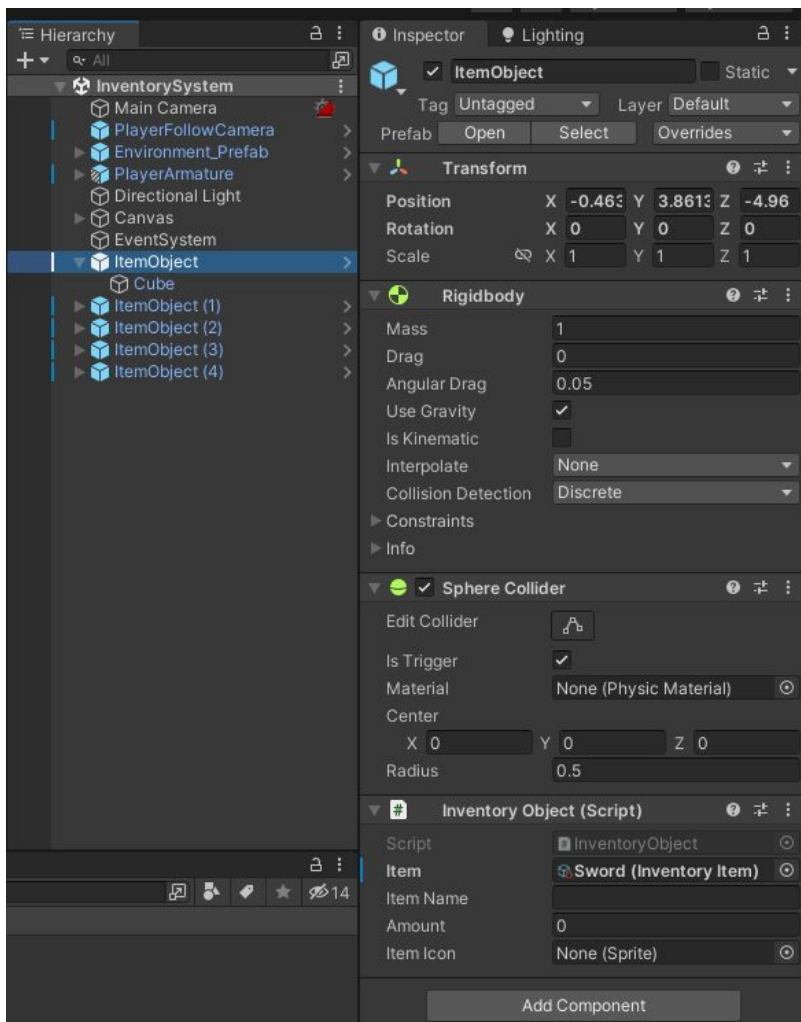 Hierarchy
All
InventorySystem
Main Camera
PlayerFollowCamera
Environment_Prefab
PlayerArmature
Directional Light
Canvas
EventSystem
ItemObject
Cube
ItemObject (1)
ItemObject (2)
ItemObject (3)
ItemObject (4)
14
Inspector Lighting
ItemObject Static
Tag Untagged Layer Default
Prefab Open Select Overrides
Transform
Position X -0.463 Y 3.8613 Z -4.96
Rotation X 0 Y 0 Z 0
Scale X 1 Y 1 Z 1
Rigidbody
Mass 1
Drag 0
Angular Drag 0.05
Use Gravity
Is Kinematic
Interpolate None
Collision Detection Discrete
Constraints
Info
Sphere Collider
Edit Collider
Is Trigger
Material None (Physic Material)
Center
X 0 Y 0 Z 0
Radius 0.5
# Inventory Object (Script)
Script InventoryObject
Item Sword (Inventory Item)
Item Name
Amount 0
Item Icon None (Sprite)
Add Component